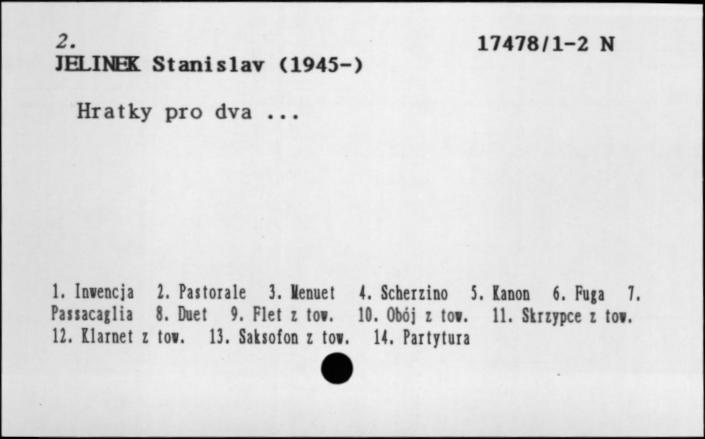 2.
17478/1-2 N
JELINEK Stanislav (1945-)
Hratky pro dva ...
1. Inwencja 2. Pastorale 3. Menuet 4. Scherzino 5. Kanon 6. Fuga 7.
Passacaglia 8. Duet 9. Flet z tow. 10. Obój z tow. 11. Skrzypce z tow.
12. Klarnet z tow. 13. Saksofon z tow. 14. Partytura